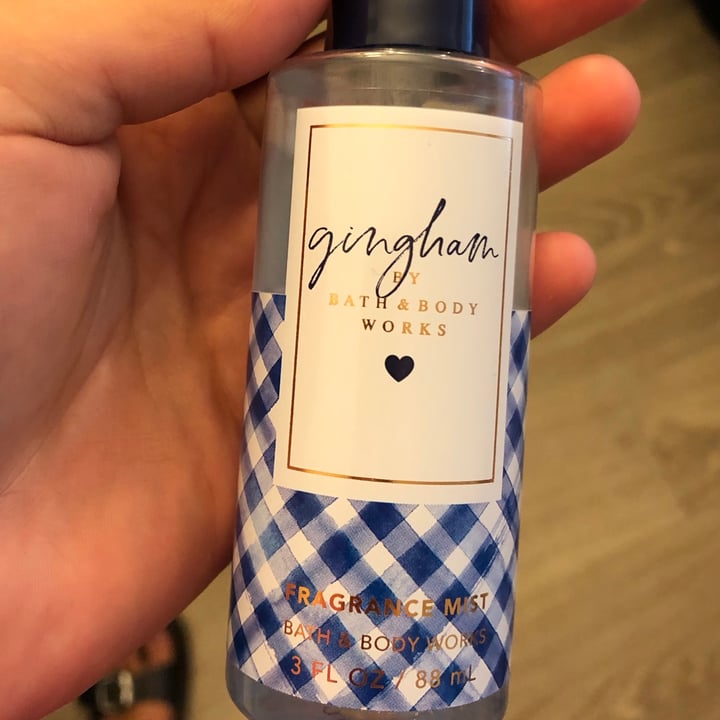 gingham
BY
BATH & BODY
WORKS
FRAGRANCE MIST
BATH & BODY WORKS
3 FL OZ / 88 mL